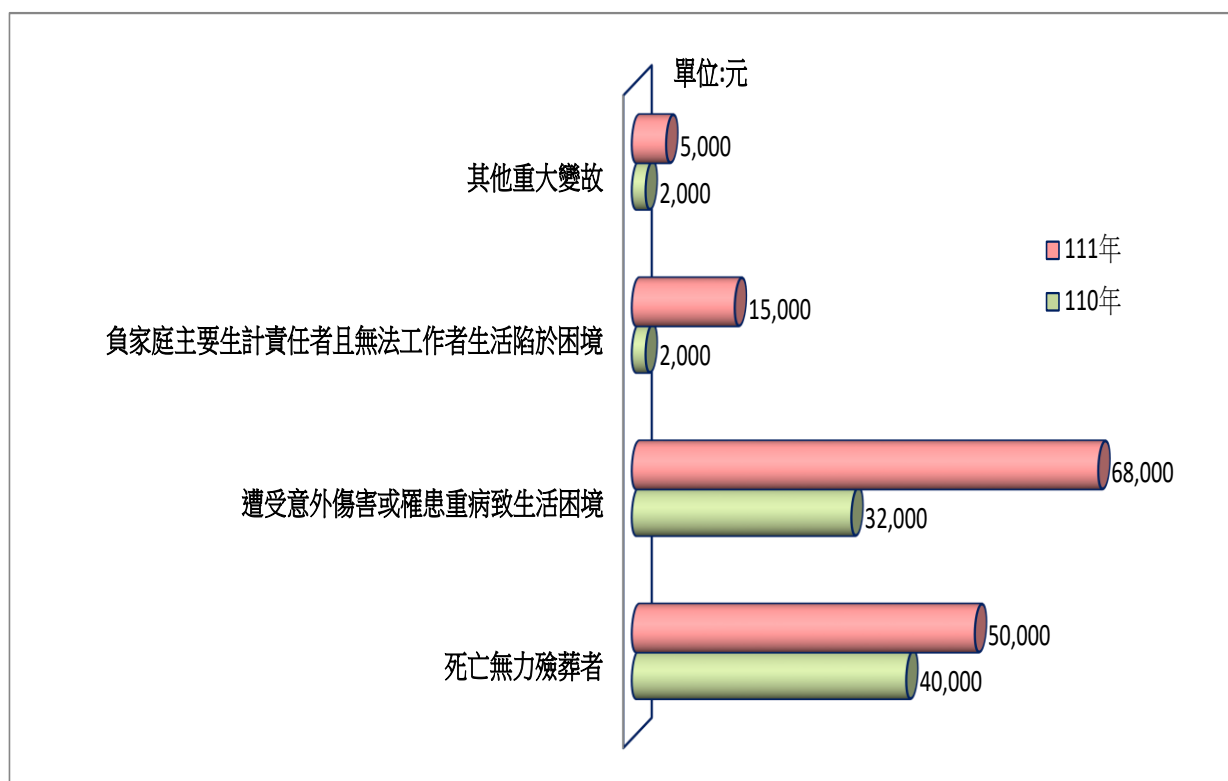 單位:元
其他重大變故
5,000
2,000
111年
110年
負家庭主要生計責任者且無法工作者生活陷於困境
15,000
2,000
遭受意外傷害或罹患重病致生活困境
68,000
32,000
死亡無力殮葬者
50,000
40,000